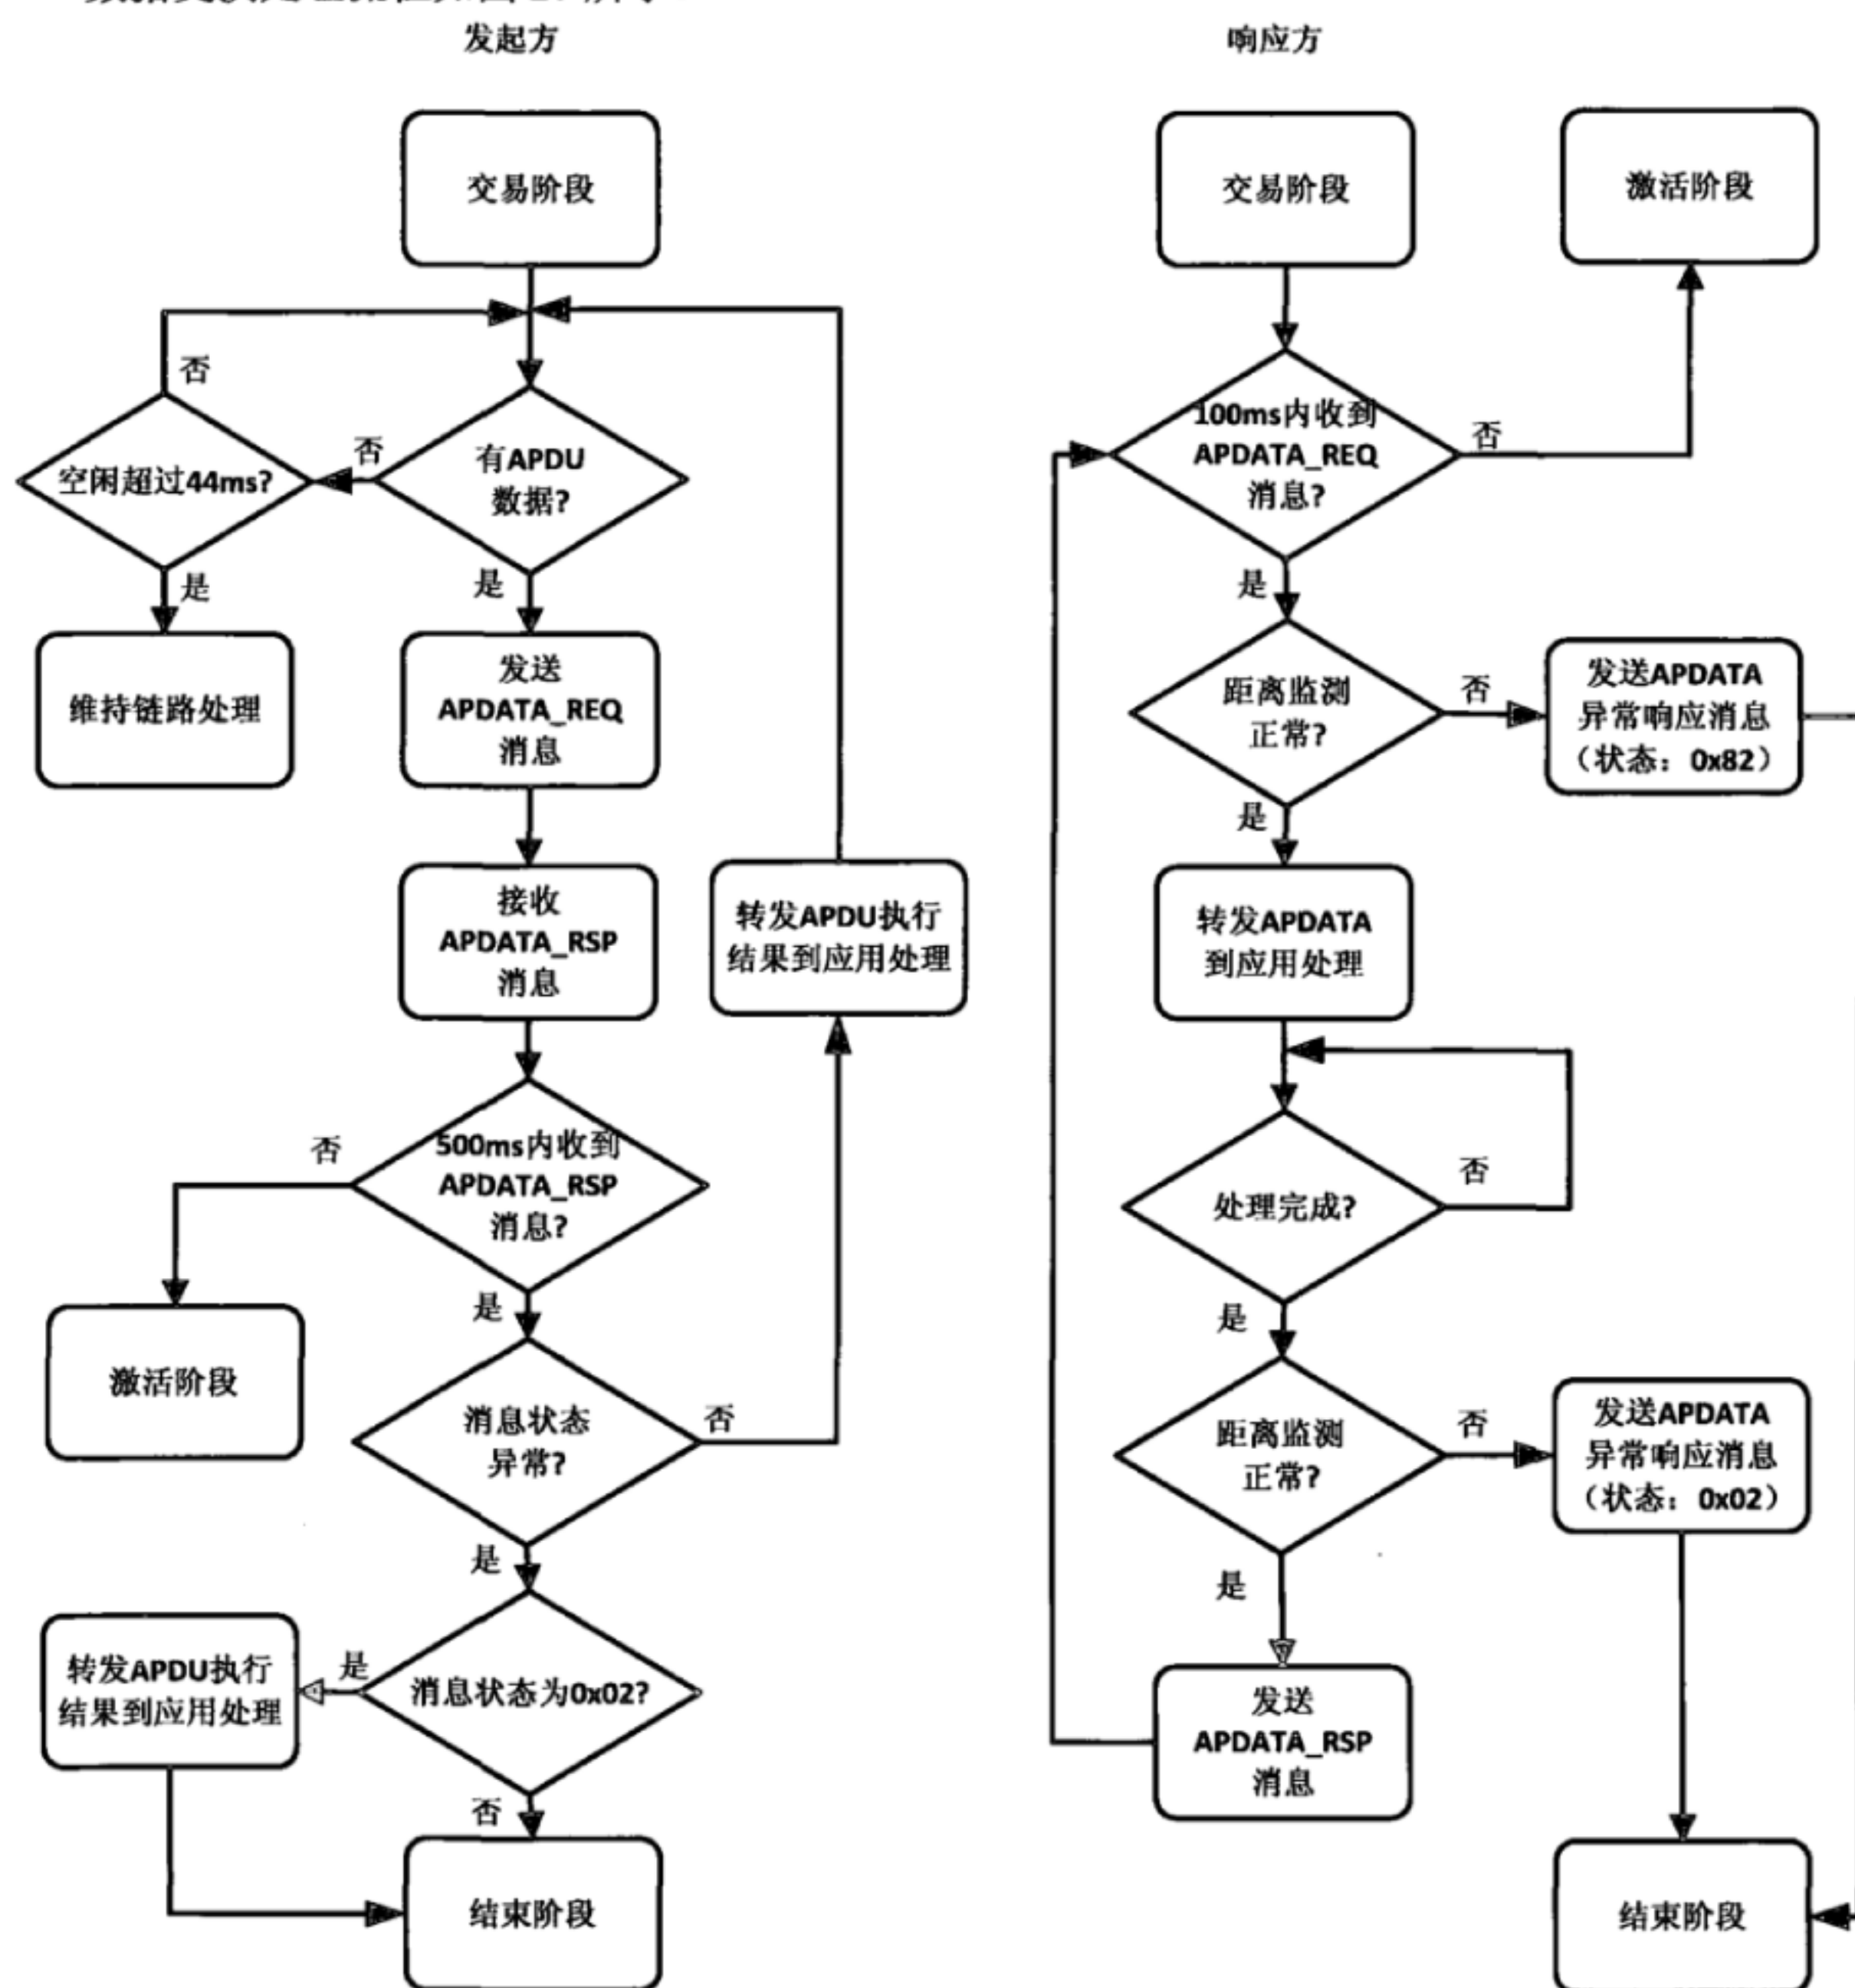 发起方
交易阶段
否
空闲超过44ms?
否
有APDU
数据?
是
是
维持链路处理
发送
APDATA_REQ
消息
接收
APDATA_RSP
消息
转发APDU执行
结果到应用处理
否
500ms内收到
APDATA_RSP
消息?
是
激活阶段
消息状态
异常?
否
是
转发APDU执行
结果到应用处理
是
消息状态为0x02?
否
结束阶段
响应方
交易阶段
激活阶段
100ms内收到
APDATA_REQ
消息?
否
是
距离监测
正常?
否
发送APDATA
异常响应消息
（状态：0x82）
是
转发APDATA
到应用处理
处理完成?
否
是
距离监测
正常?
否
发送APDATA
异常响应消息
（状态：0x02）
是
发送
APDATA_RSP
消息
结束阶段